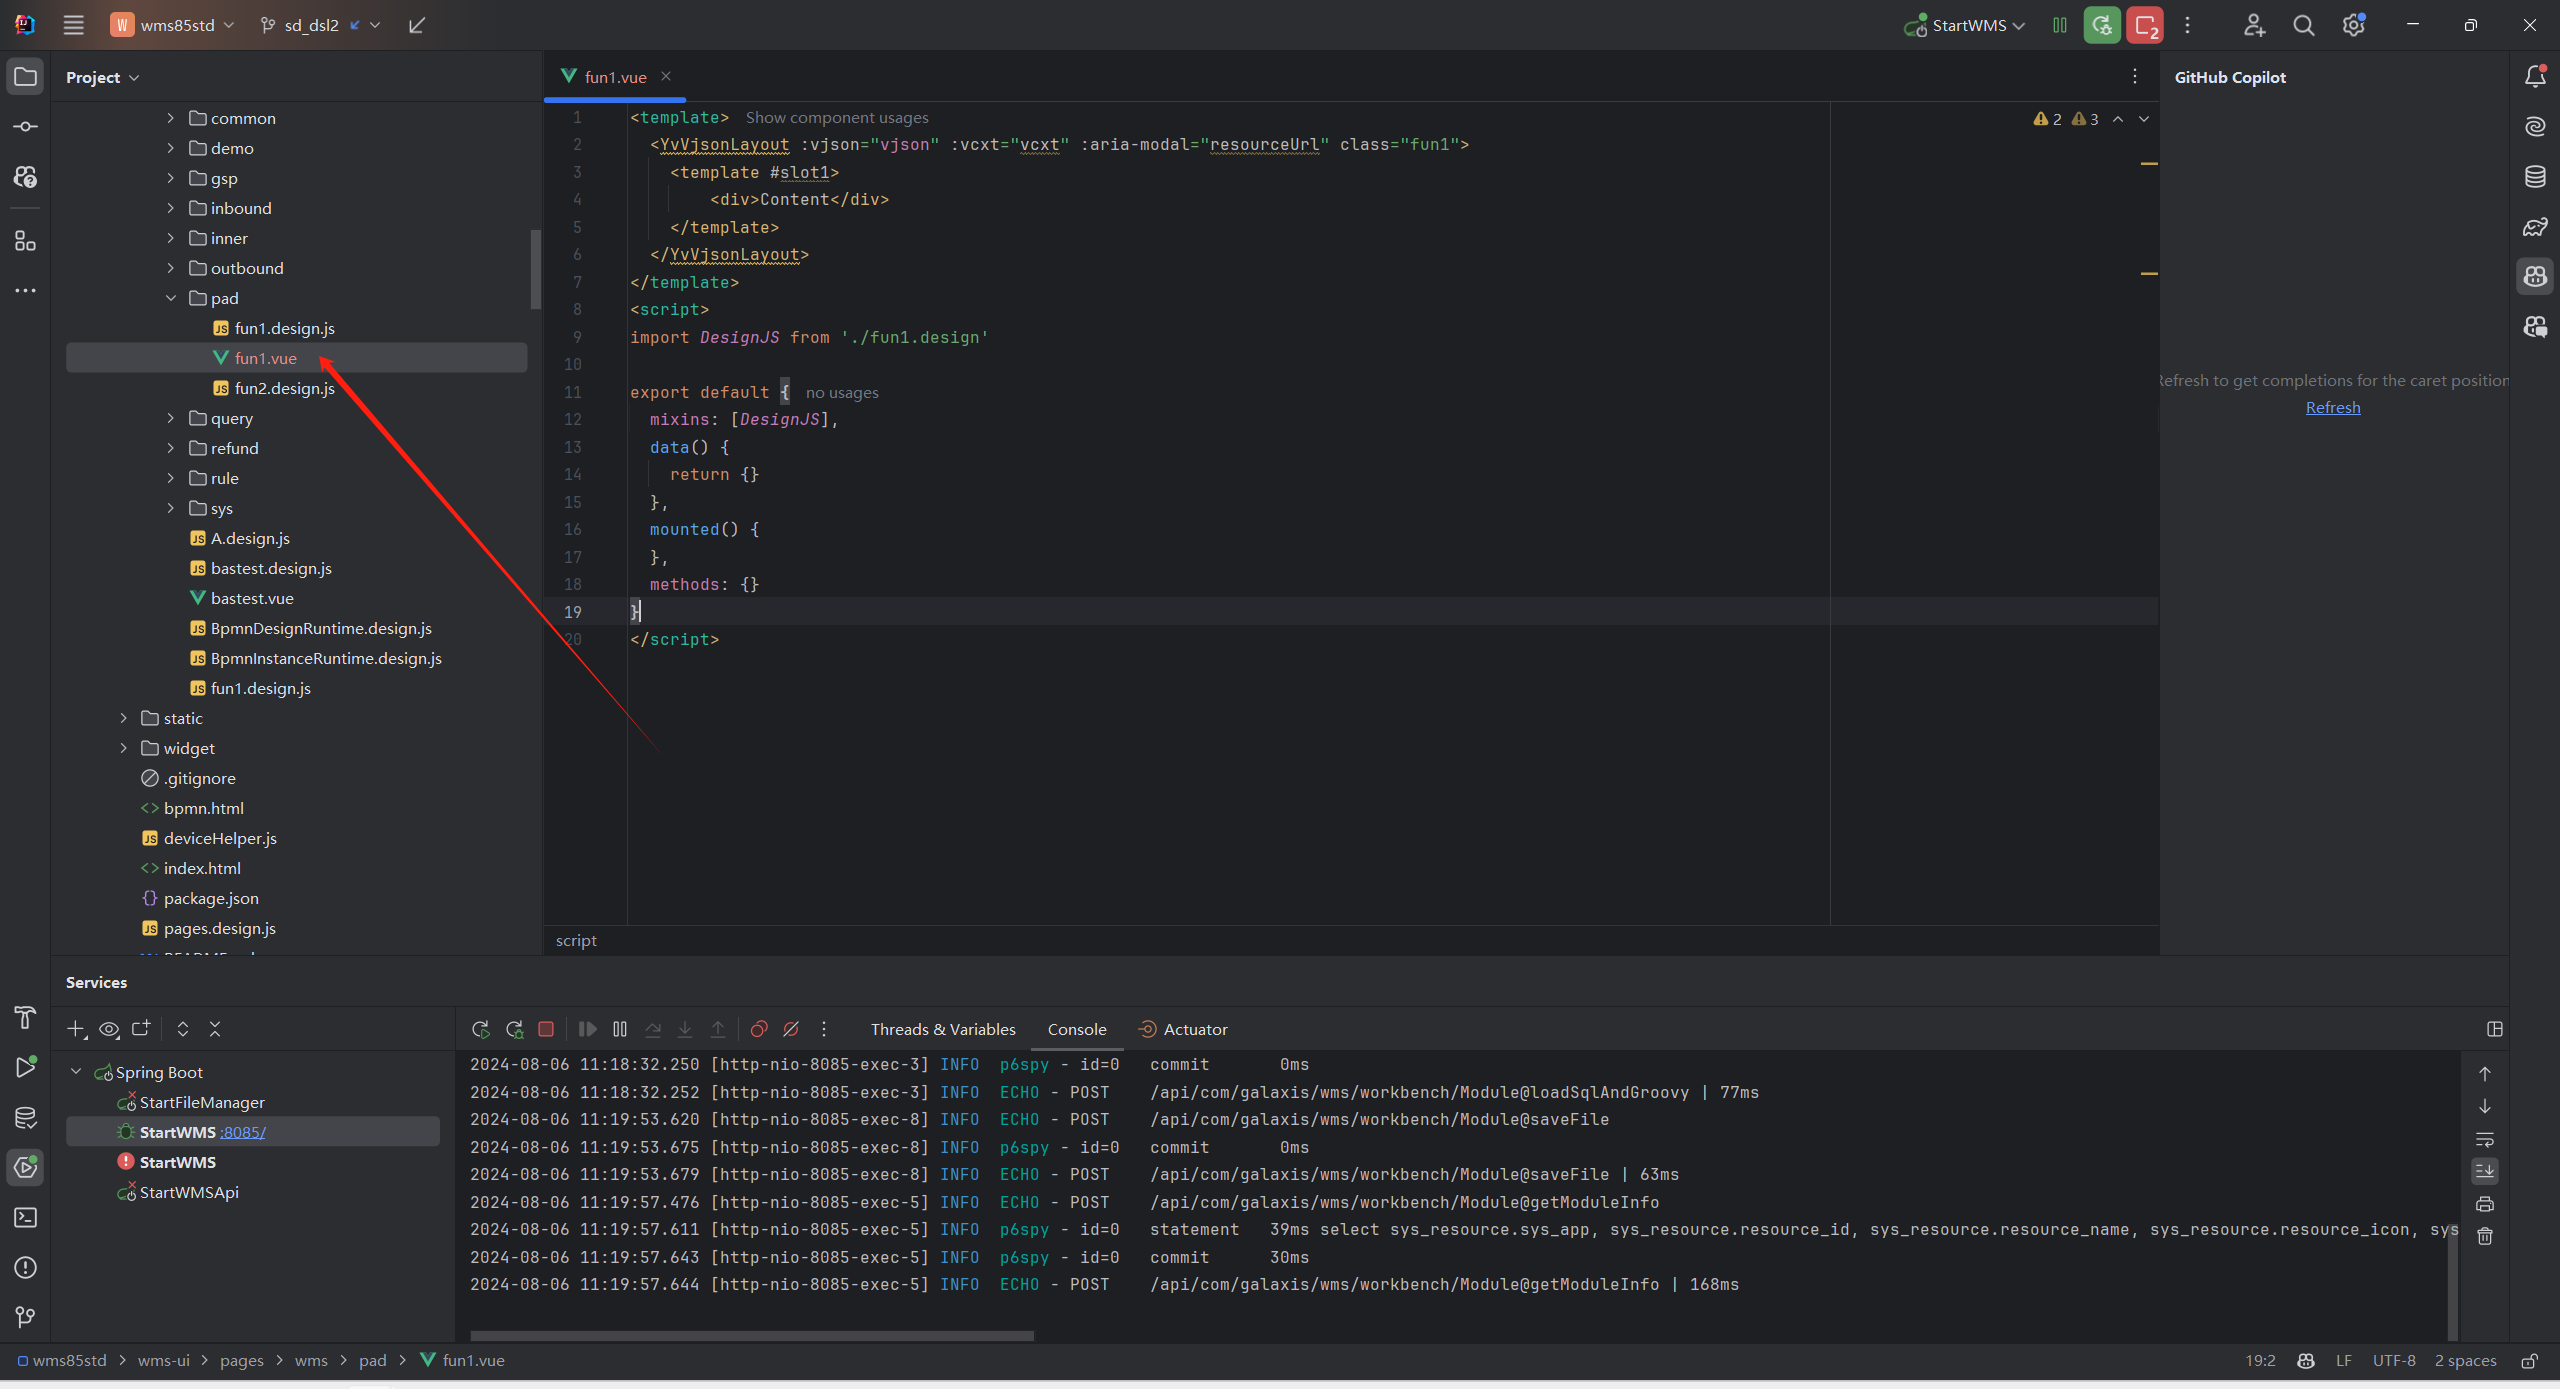 W wms85std
sd_dsl2
StartWMS
2
Project
common
demo
gsp
inbound
inner
outbound
pad
fun1.design.js
fun1.vue
fun2.design.js
query
refund
rule
sys
A.design.js
bastest.design.js
bastest.vue
BpmnDesignRuntime.design.js
BpmnInstanceRuntime.design.js
fun1.design.js
static
widget
.gitignore
bpmn.html
deviceHelper.js
index.html
package.json
pages.design.js
fun1.vue
2 3
1 <template> Show component usages
2 <YvVjsonLayout :vjson="vjson" :vcxt="vcxt" :aria-modal="resourceUrl" class="fun1">
3 <template #slot1>
4 <div>Content</div>
5 </template>
6 </YvVjsonLayout>
7 </template>
8 <script>
9 import DesignJS from './fun1.design'
10
11 export default { no usages
12 mixins: [DesignJS],
13 data() {
14 return {}
15 },
16 mounted() {
17 },
18 methods: {}
19 }
20 </script>
script
GitHub Copilot
Refresh to get completions for the caret position
Refresh
Services
Threads & Variables
Console
Actuator
Spring Boot
StartFileManager
StartWMS :8085/
StartWMS
StartWMSApi
2024-08-06 11:18:32.250 [http-nio-8085-exec-3] INFO p6spy - id=0 commit 0ms
2024-08-06 11:18:32.252 [http-nio-8085-exec-3] INFO ECHO - POST /api/com/galaxis/wms/workbench/Module@loadSqlAndGroovy | 77ms
2024-08-06 11:19:53.620 [http-nio-8085-exec-8] INFO ECHO - POST /api/com/galaxis/wms/workbench/Module@saveFile
2024-08-06 11:19:53.675 [http-nio-8085-exec-8] INFO p6spy - id=0 commit 0ms
2024-08-06 11:19:53.679 [http-nio-8085-exec-8] INFO ECHO - POST /api/com/galaxis/wms/workbench/Module@saveFile | 63ms
2024-08-06 11:19:57.476 [http-nio-8085-exec-5] INFO ECHO - POST /api/com/galaxis/wms/workbench/Module@getModuleInfo
2024-08-06 11:19:57.611 [http-nio-8085-exec-5] INFO p6spy - id=0 statement 39ms select sys_resource.sys_app, sys_resource.resource_id, sys_resource.resource_name, sys_resource.resource_icon, sys
2024-08-06 11:19:57.643 [http-nio-8085-exec-5] INFO p6spy - id=0 commit 30ms
2024-08-06 11:19:57.644 [http-nio-8085-exec-5] INFO ECHO - POST /api/com/galaxis/wms/workbench/Module@getModuleInfo | 168ms
wms85std > wms-ui > pages > wms > pad > fun1.vue
19:2 LF UTF-8 2 spaces